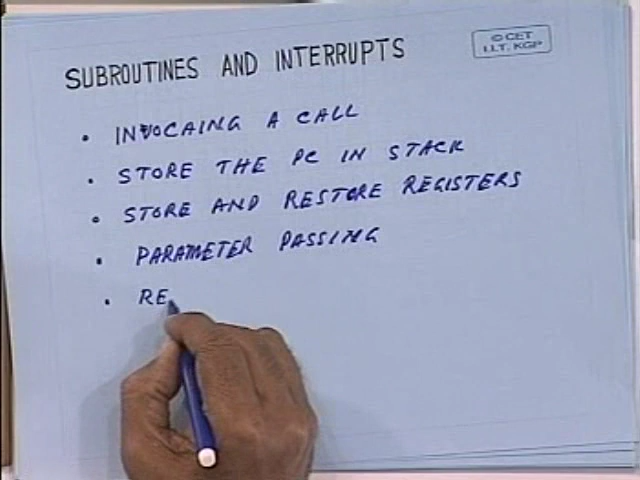 © CET
I.I.T. KGP
SUBROUTINES AND INTERRUPTS
• INVOCAING A CALL
• STORE THE PC IN STACK
• STORE AND RESTORE REGISTERS
• PARAMETER PASSING
• RE